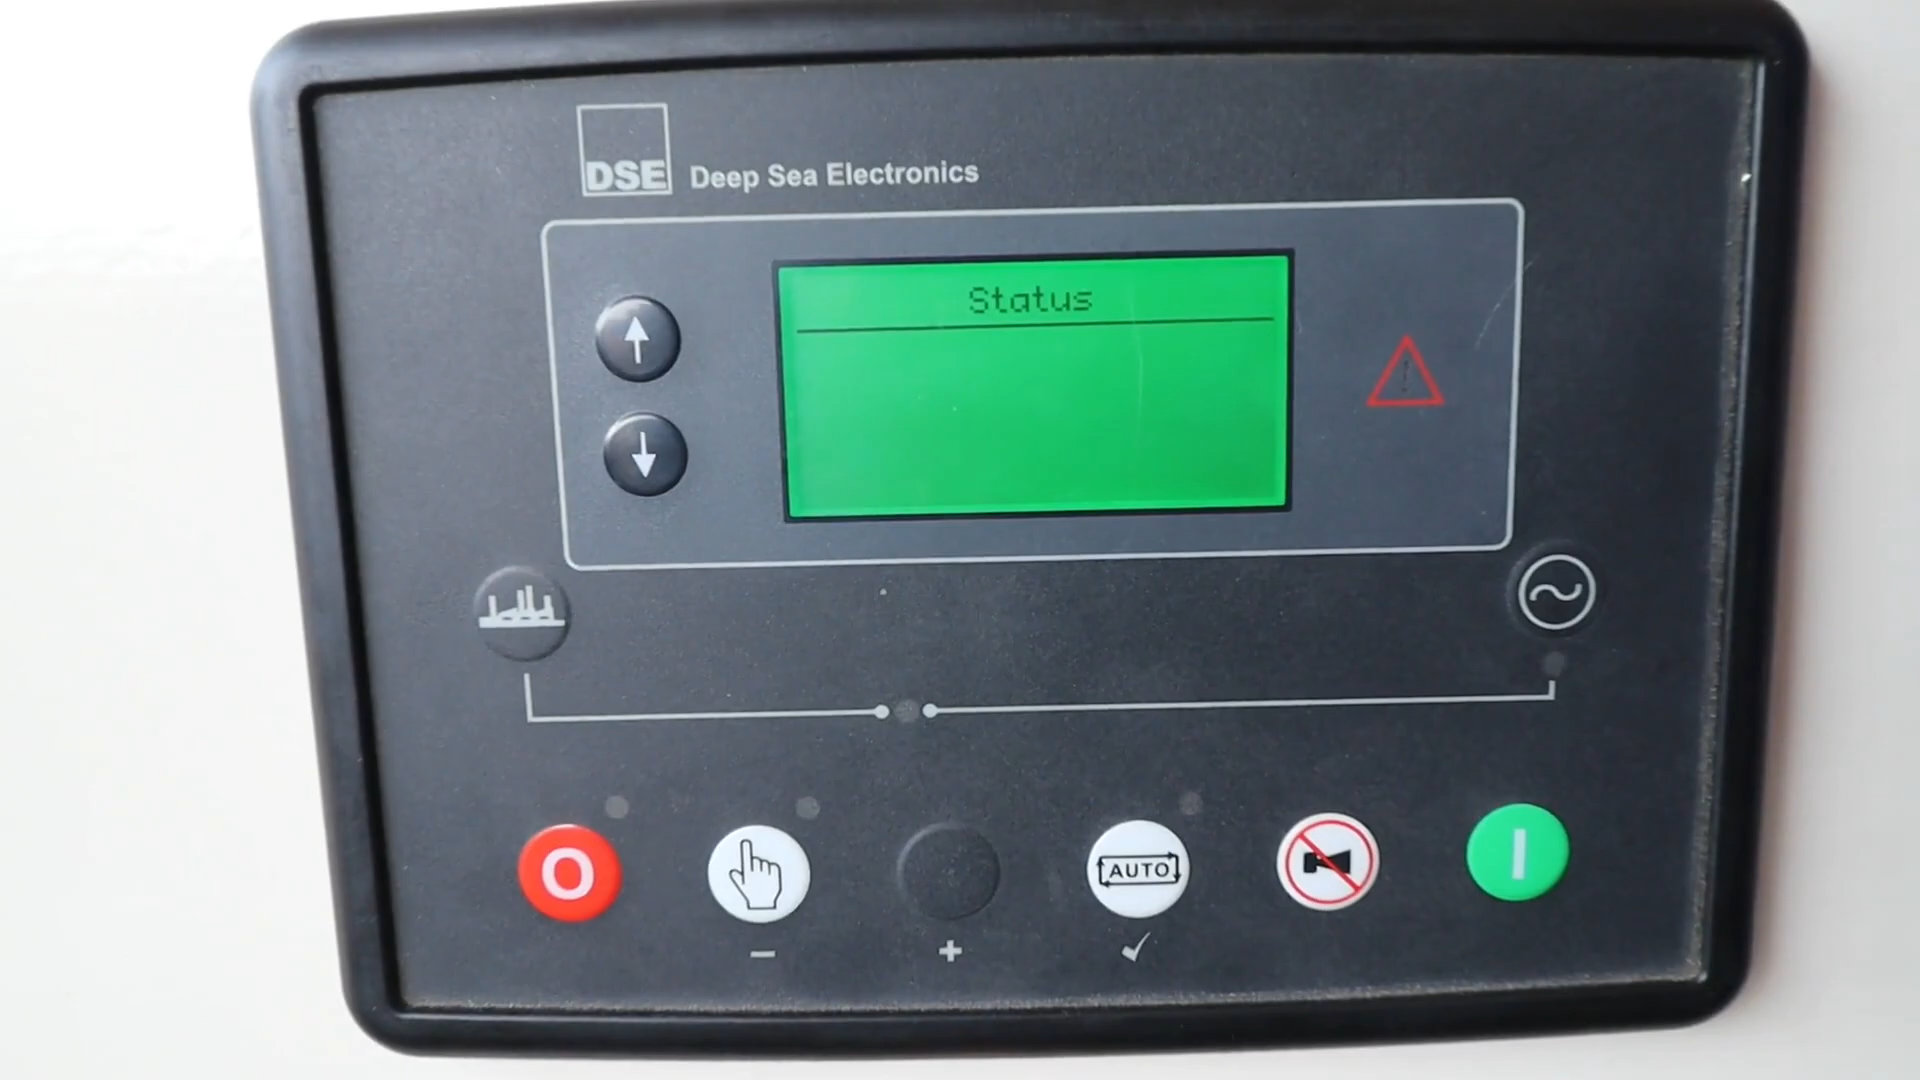 DSE Deep Sea Electronics
Status
O
AUTO
I
- + ✓